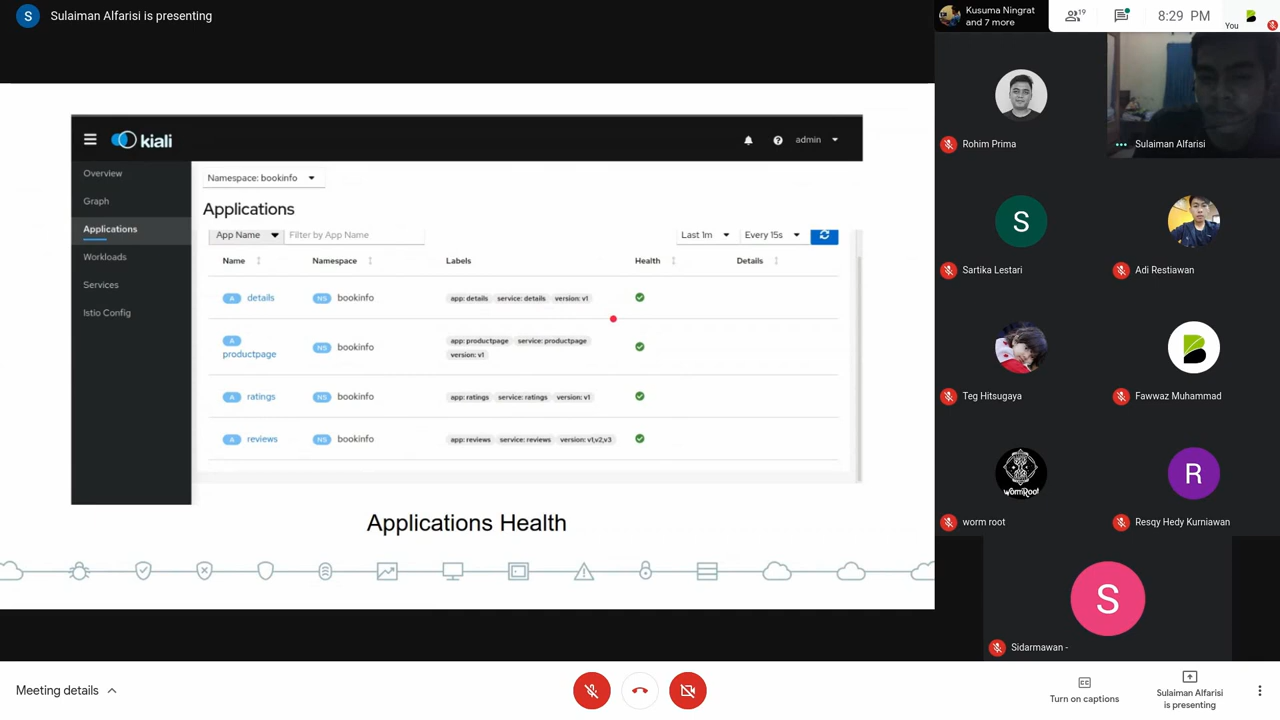 S Sulaiman Alfarisi is presenting
Kusuma Ningrat
and 7 more
19
8:29 PM
You
kiali
admin
Overview
Graph
Applications
Workloads
Services
Istio Config
Namespace: bookinfo
Applications
App Name Filter by App Name Last 1m Every 15s
Name Namespace Labels Health Details
A details NS bookinfo app: details service: details version: v1
A productpage NS bookinfo app: productpage service: productpage
version: v1
A ratings NS bookinfo app: ratings service: ratings version: v1
A reviews NS bookinfo app: reviews service: reviews version: v1,v2,v3
Applications Health
Rohim Prima
Sulaiman Alfarisi
S
Sartika Lestari
Adi Restiawan
Teg Hitsugaya
Fawwaz Muhammad
WOrmROOt
worm root
R
Resqy Hedy Kurniawan
S
Sidarmawan -
Meeting details
CC
Turn on captions
Sulaiman Alfarisi
is presenting